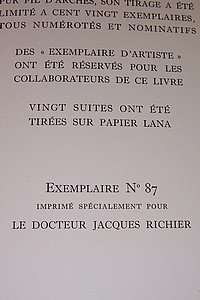 PUR FIL D'ARCHES, SON TIRAGE A ÉTÉ
LIMITÉ A CENT VINGT EXEMPLAIRES,
TOUS NUMÉROTÉS ET NOMINATIFS
DES « EXEMPLAIRE D'ARTISTE »
ONT ÉTÉ RÉSERVÉS POUR LES
COLLABORATEURS DE CE LIVRE
VINGT SUITES ONT ÉTÉ
TIRÉES SUR PAPIER LANA
EXEMPLAIRE N° 87
IMPRIMÉ SPÉCIALEMENT POUR
LE DOCTEUR JACQUES RICHIER